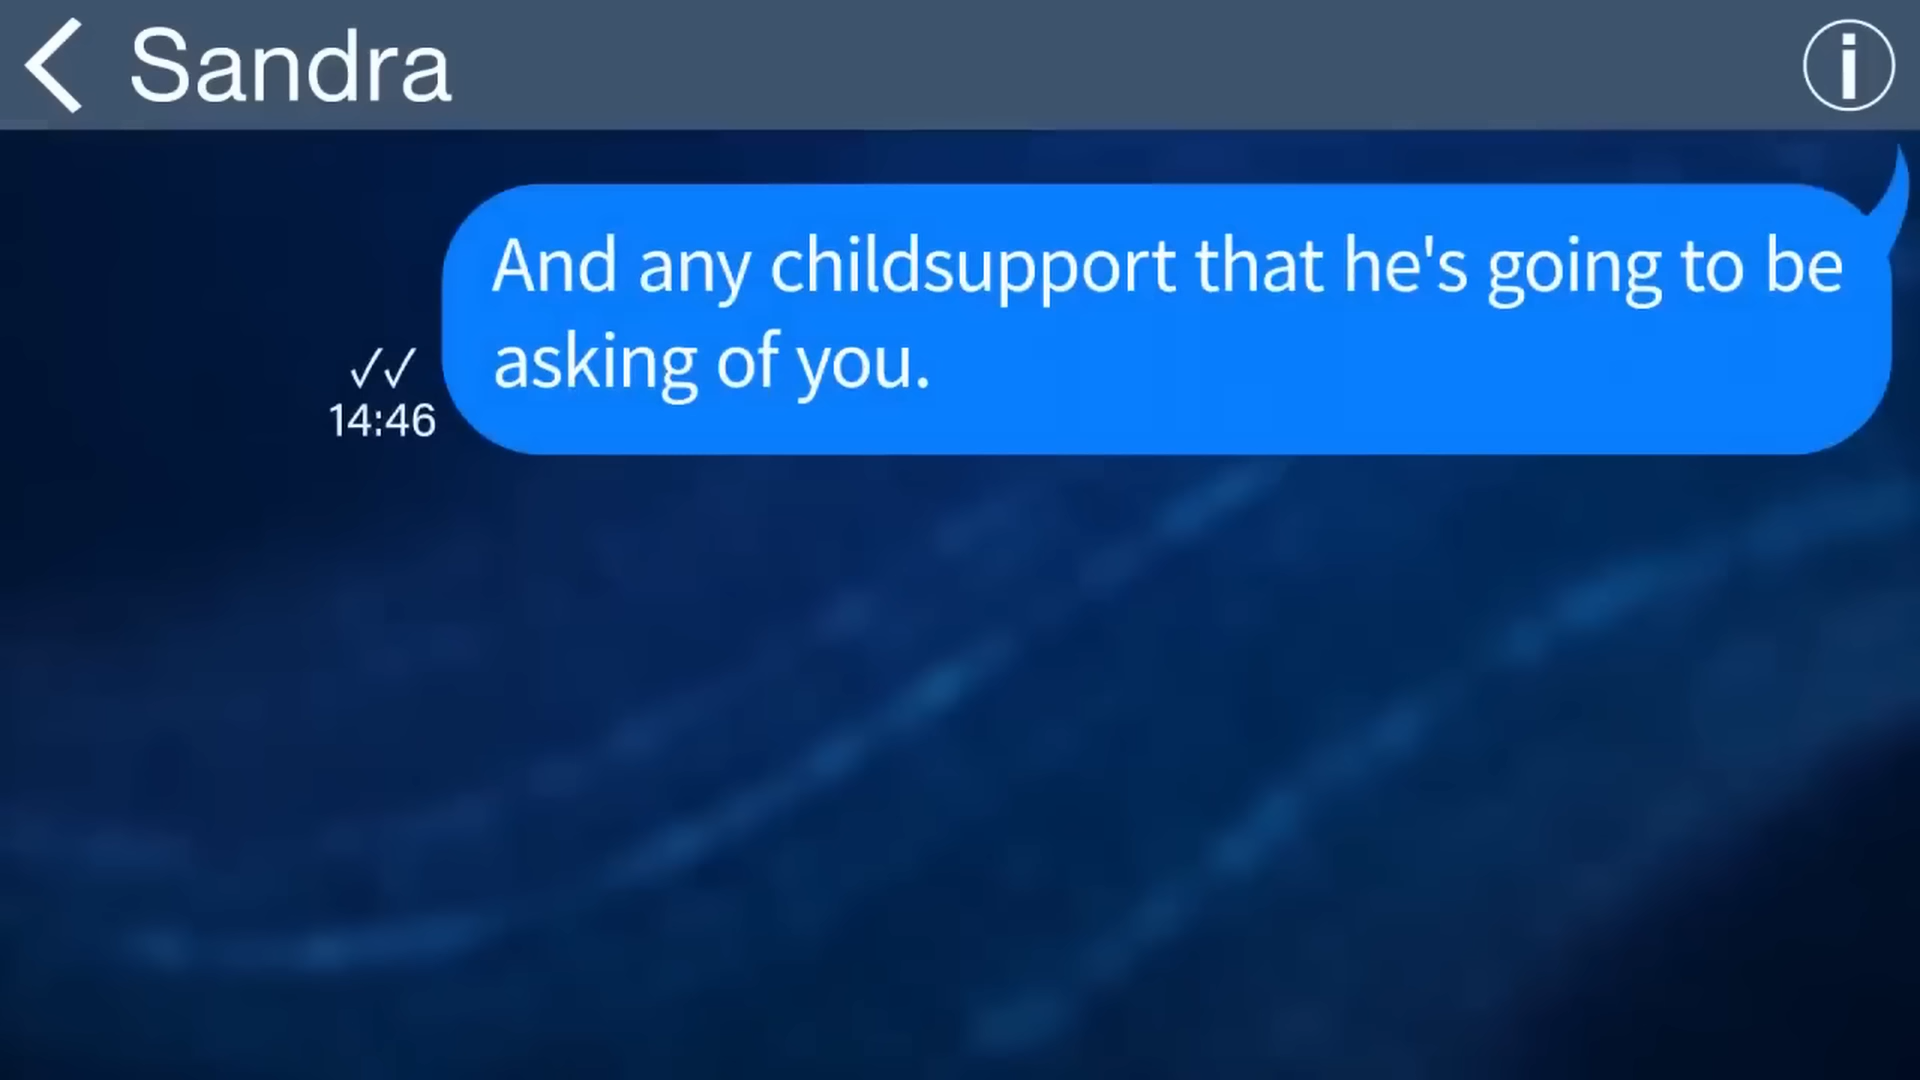 Sandra
And any childsupport that he's going to be
asking of you.
✓✓
14:46